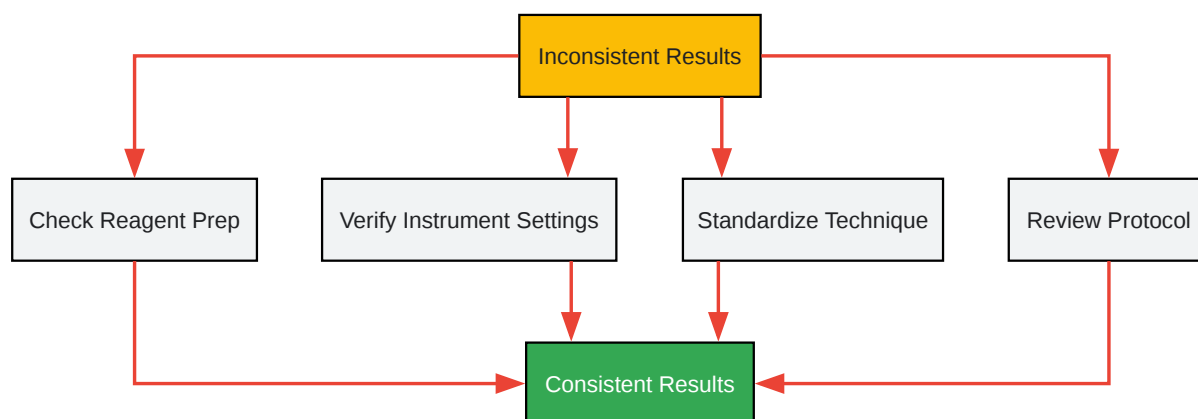 Inconsistent Results
Check Reagent Prep
Verify Instrument Settings
Standardize Technique
Review Protocol
Consistent Results